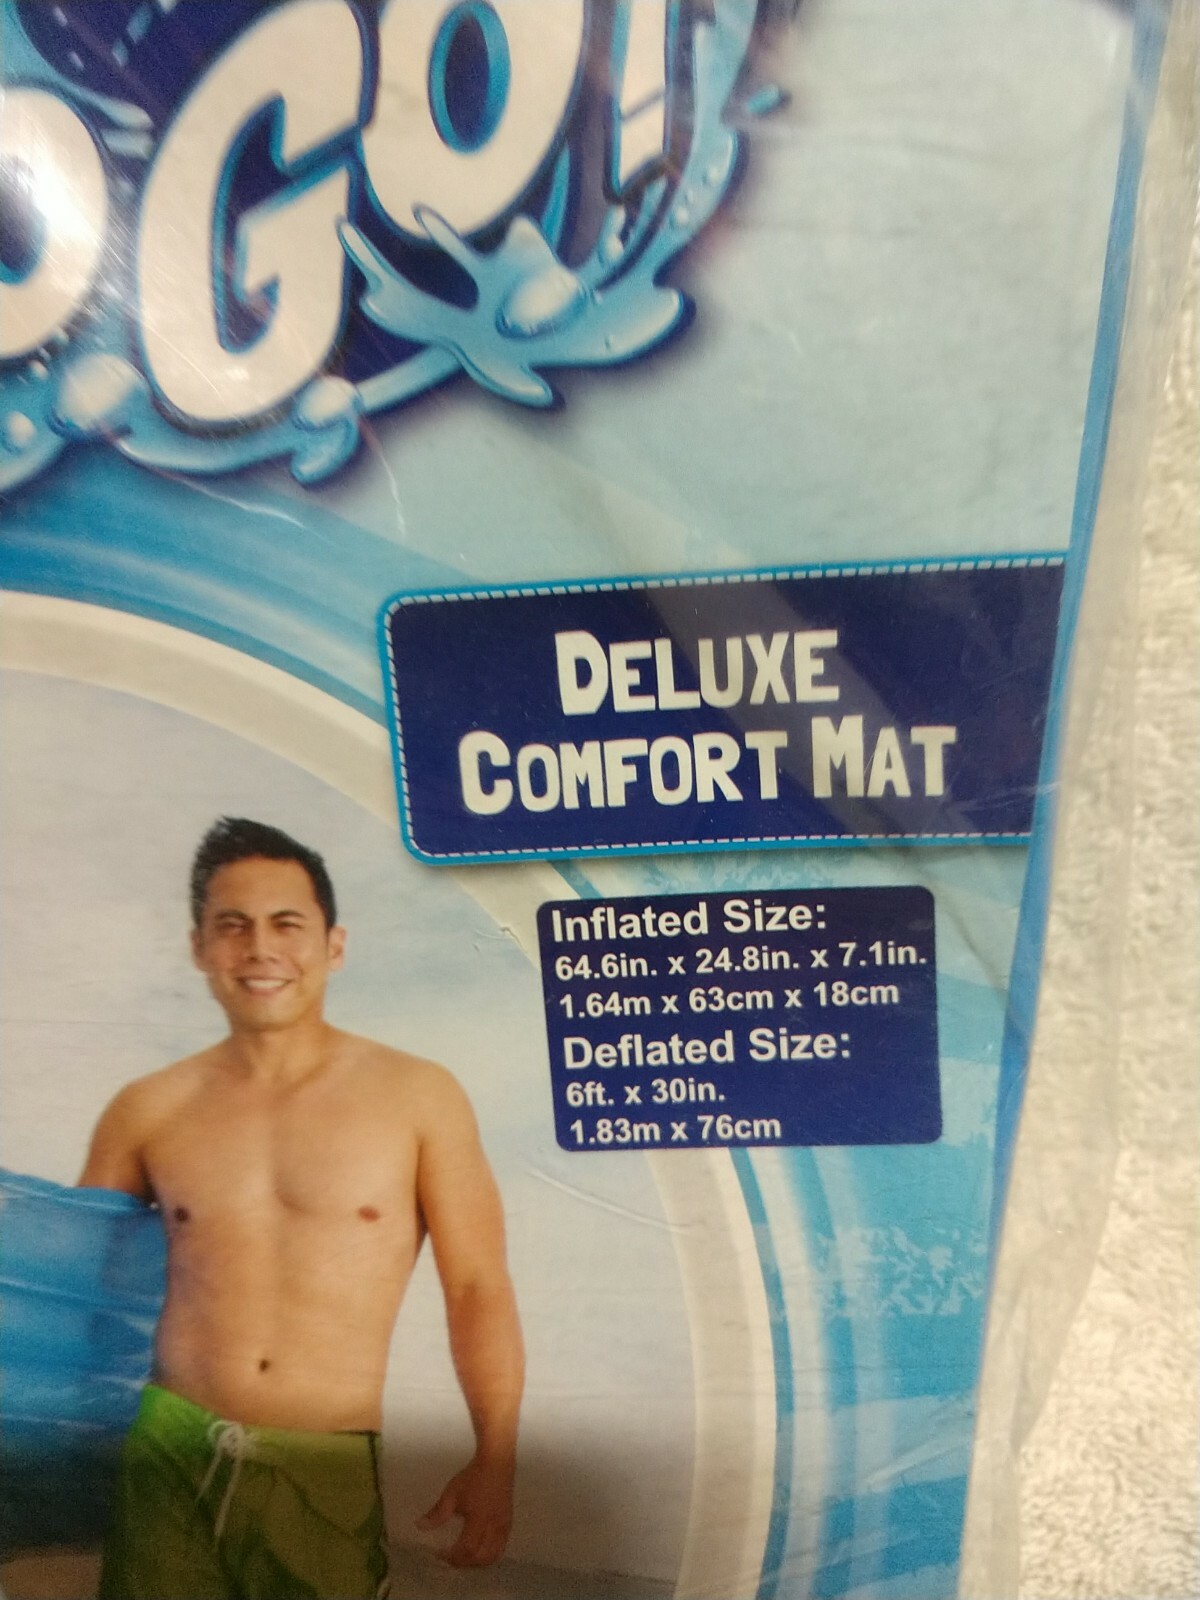 GO!
DELUXE
COMFORT MAT
Inflated Size:
64.6in. x 24.8in. x 7.1in.
1.64m x 63cm x 18cm
Deflated Size:
6ft. x 30in.
1.83m x 76cm